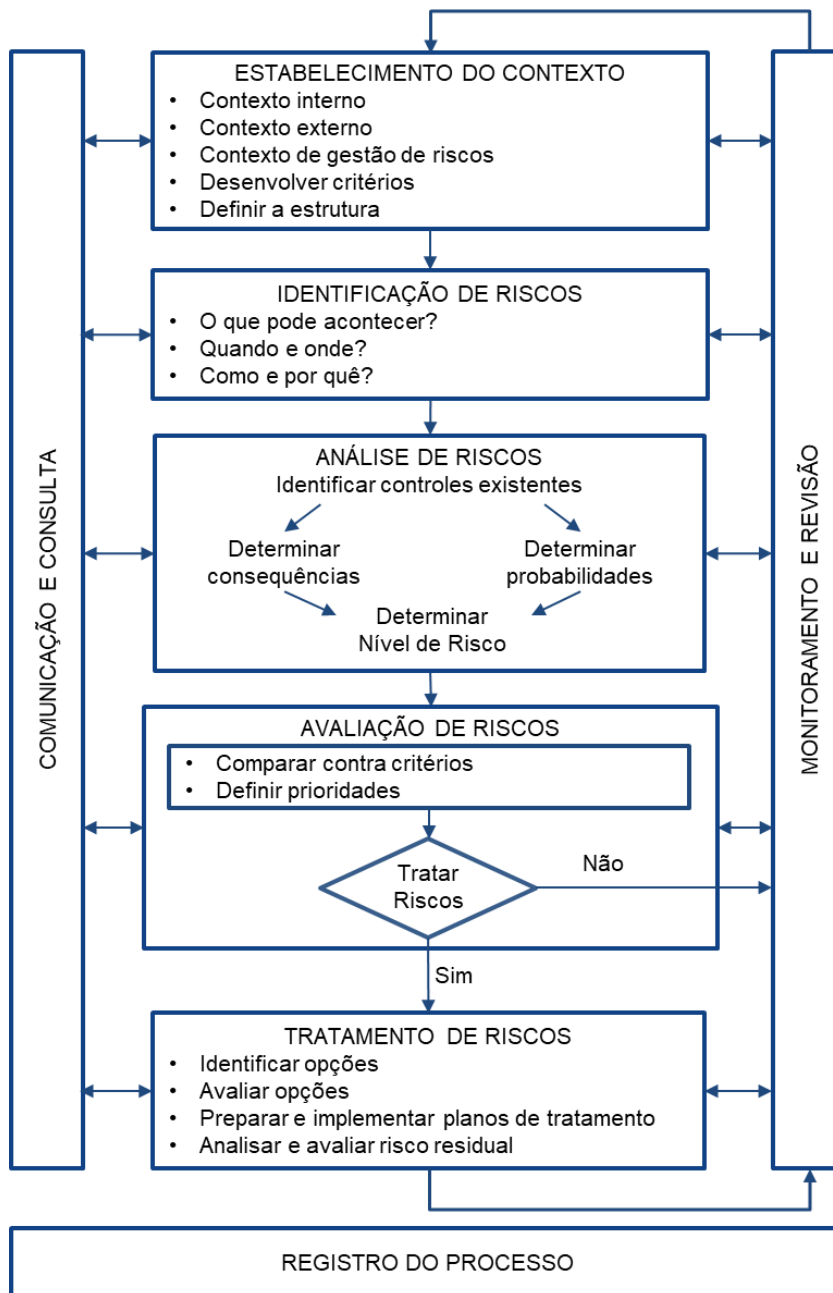 ESTABELECIMENTO DO CONTEXTO
• Contexto interno
• Contexto externo
• Contexto de gestão de riscos
• Desenvolver critérios
• Definir a estrutura
IDENTIFICAÇÃO DE RISCOS
• O que pode acontecer?
• Quando e onde?
• Como e por quê?
COMUNICAÇÃO E CONSULTA
ANÁLISE DE RISCOS
Identificar controles existentes
Determinar
consequências
Determinar
probabilidades
Determinar
Nível de Risco
MONITORAMENTO E REVISÃO
AVALIAÇÃO DE RISCOS
• Comparar contra critérios
• Definir prioridades
Tratar
Riscos
Não
Sim
TRATAMENTO DE RISCOS
• Identificar opções
• Avaliar opções
• Preparar e implementar planos de tratamento
• Analisar e avaliar risco residual
REGISTRO DO PROCESSO